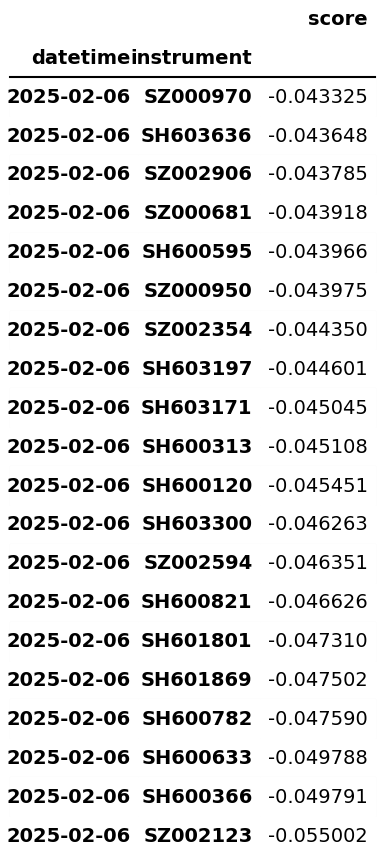 score
datetime instrument
2025-02-06 SZ000970 -0.043325
2025-02-06 SH603636 -0.043648
2025-02-06 SZ002906 -0.043785
2025-02-06 SZ000681 -0.043918
2025-02-06 SH600595 -0.043966
2025-02-06 SZ000950 -0.043975
2025-02-06 SZ002354 -0.044350
2025-02-06 SH603197 -0.044601
2025-02-06 SH603171 -0.045045
2025-02-06 SH600313 -0.045108
2025-02-06 SH600120 -0.045451
2025-02-06 SH603300 -0.046263
2025-02-06 SZ002594 -0.046351
2025-02-06 SH600821 -0.046626
2025-02-06 SH601801 -0.047310
2025-02-06 SH601869 -0.047502
2025-02-06 SH600782 -0.047590
2025-02-06 SH600633 -0.049788
2025-02-06 SH600366 -0.049791
2025-02-06 SZ002123 -0.055002